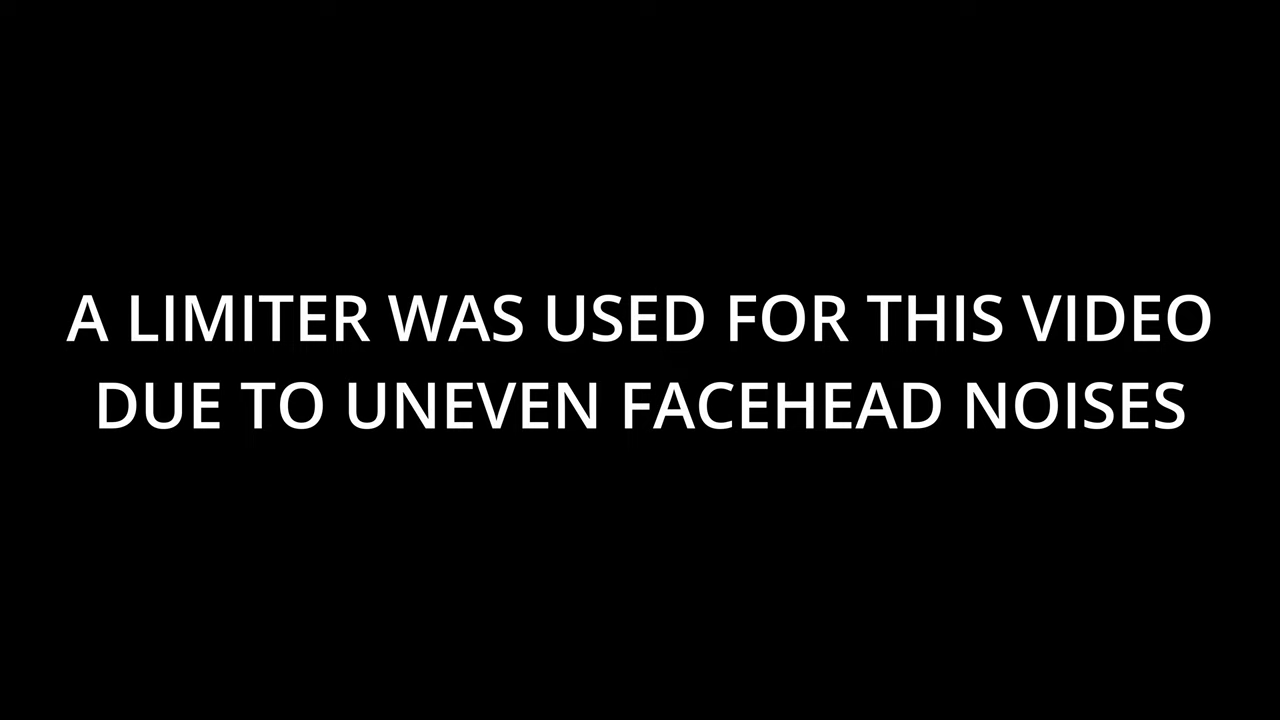 A LIMITER WAS USED FOR THIS VIDEO
DUE TO UNEVEN FACEHEAD NOISES